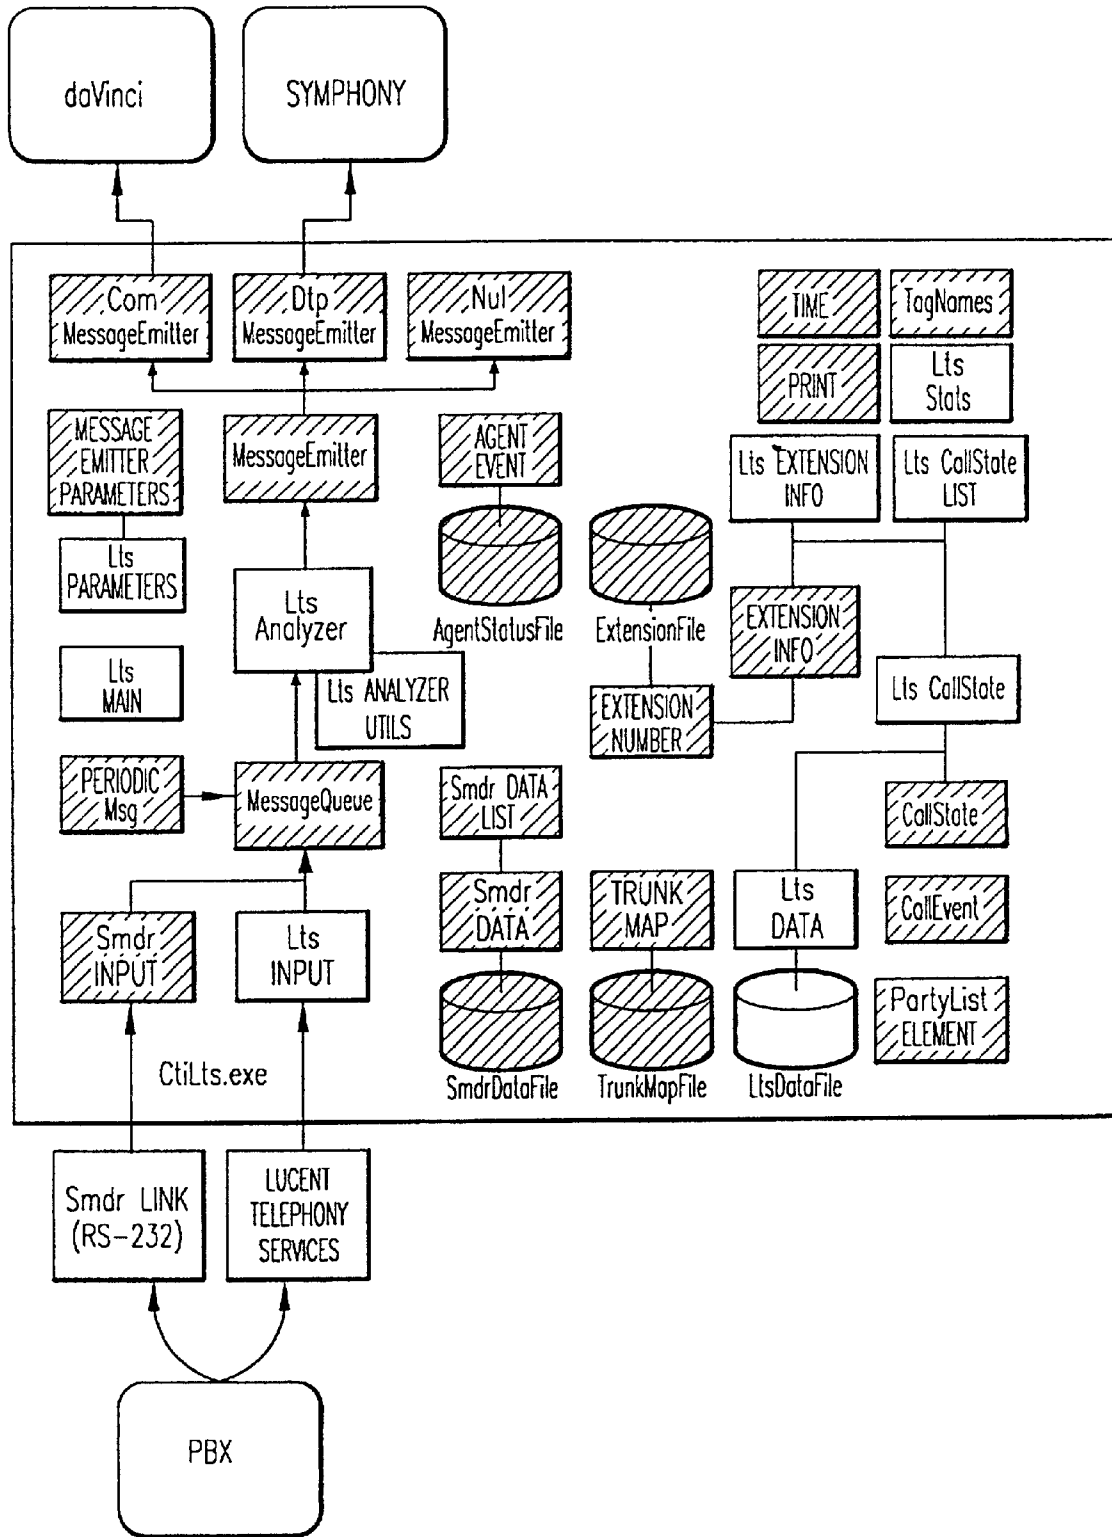 daVinci
SYMPHONY
Com
MessageEmitter
Dtp
MessageEmitter
Nul
MessageEmitter
TIME
TagNames
PRINT
Lts
Stats
MESSAGE
EMITTER
PARAMETERS
MessageEmitter
AGENT
EVENT
Lts EXTENSION
INFO
Lts CallState
LIST
Lts
PARAMETERS
Lts
Analyzer
AgentStatusFile
ExtensionFile
EXTENSION
INFO
Lts
MAIN
Lts ANALYZER
UTILS
EXTENSION
NUMBER
Lts CallState
PERIODIC
Msg
MessageQueue
Smdr DATA
LIST
CallState
Smdr
INPUT
Lts
INPUT
Smdr
DATA
TRUNK
MAP
Lts
DATA
CallEvent
PartyList
ELEMENT
CtiLts.exe
SmdrDataFile
TrunkMapFile
LtsDataFile
Smdr LINK
(RS-232)
LUCENT
TELEPHONY
SERVICES
PBX